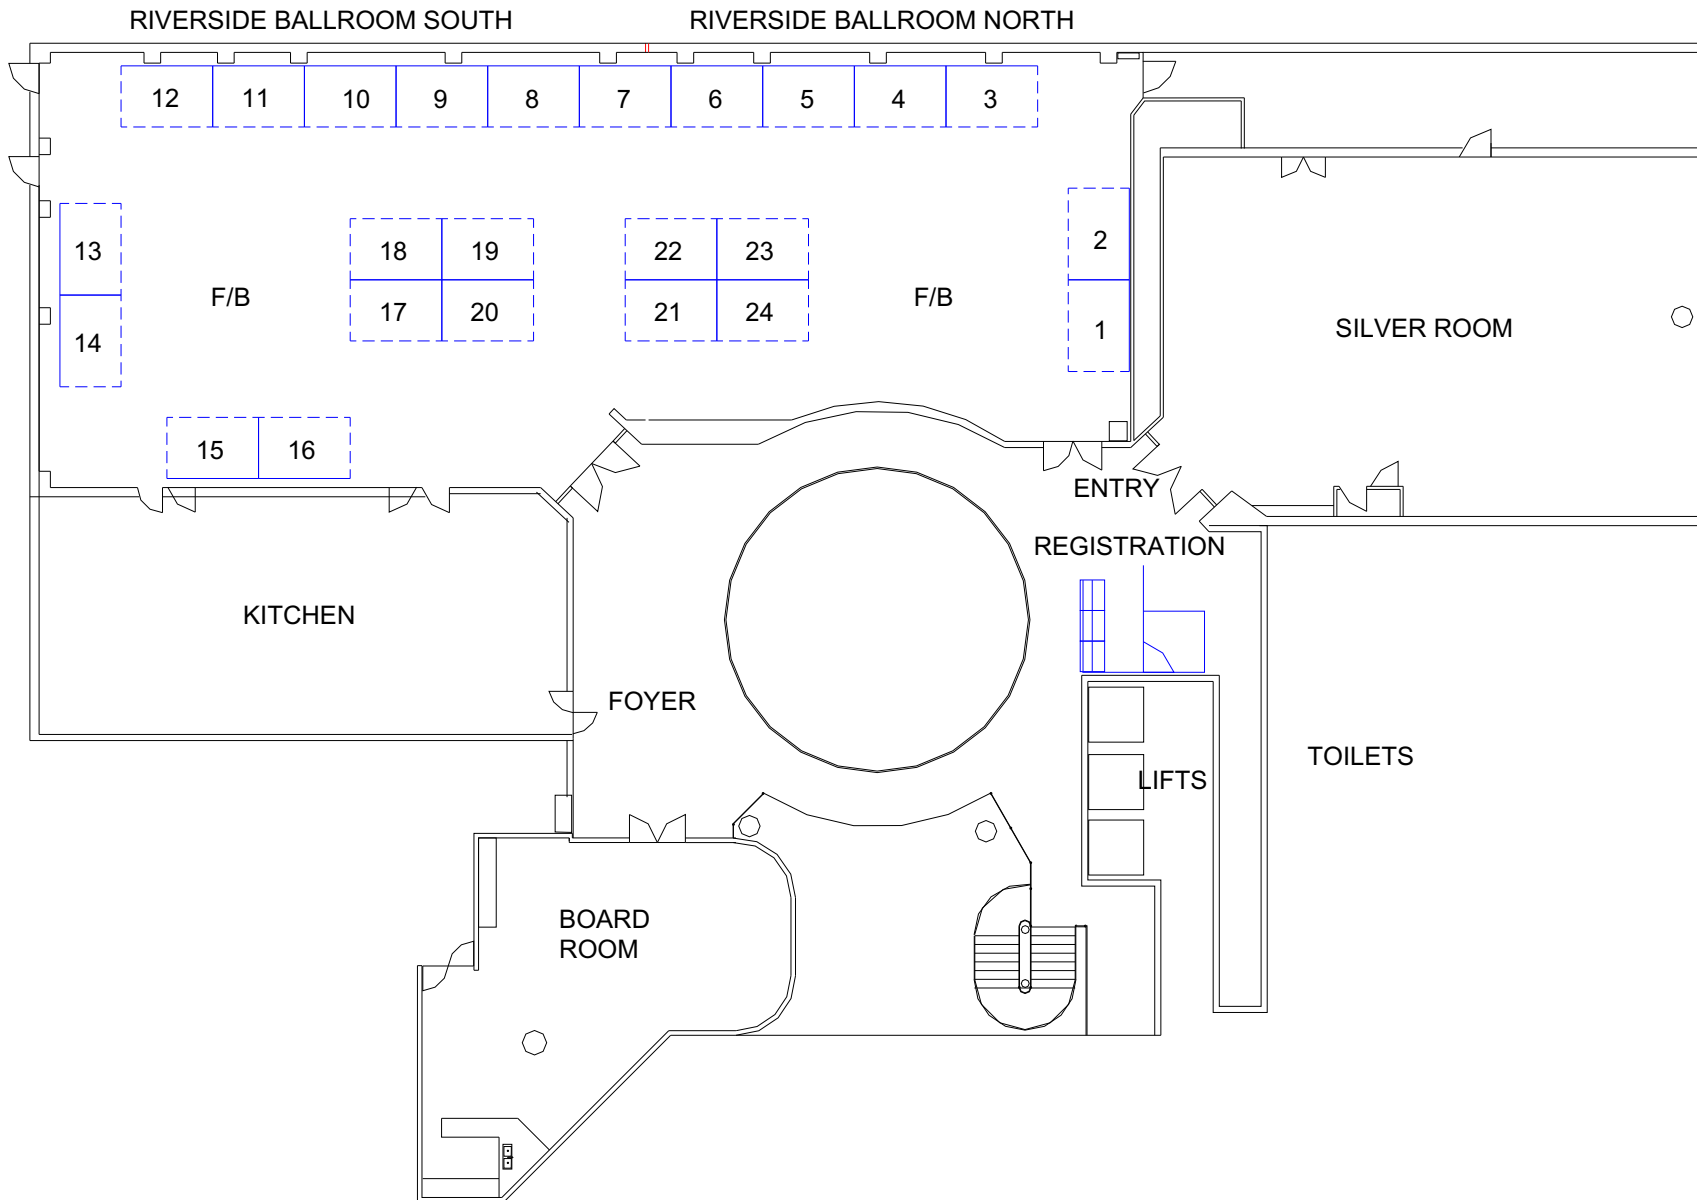 RIVERSIDE BALLROOM SOUTH
RIVERSIDE BALLROOM NORTH
12 11 10 9 8 7 6 5 4 3
2
13 18 19 22 23
F/B F/B
17 20 21 24
1
14
SILVER ROOM
15 16
ENTRY
REGISTRATION
KITCHEN
FOYER
TOILETS
LIFTS
BOARD
ROOM